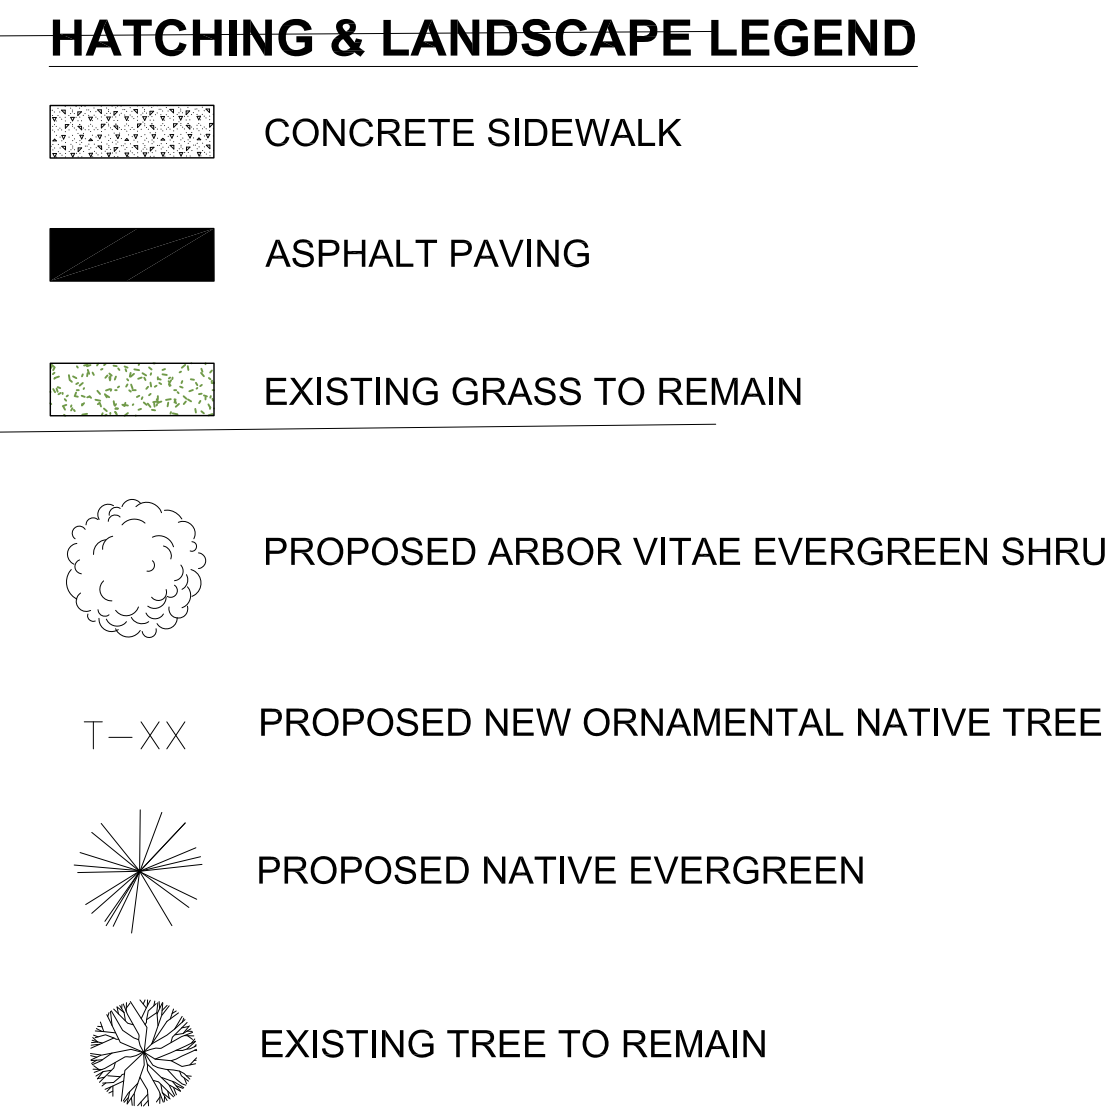 HATCHING & LANDSCAPE LEGEND
CONCRETE SIDEWALK
ASPHALT PAVING
EXISTING GRASS TO REMAIN
PROPOSED ARBOR VITAE EVERGREEN SHRU
T-XX PROPOSED NEW ORNAMENTAL NATIVE TREE
PROPOSED NATIVE EVERGREEN
EXISTING TREE TO REMAIN